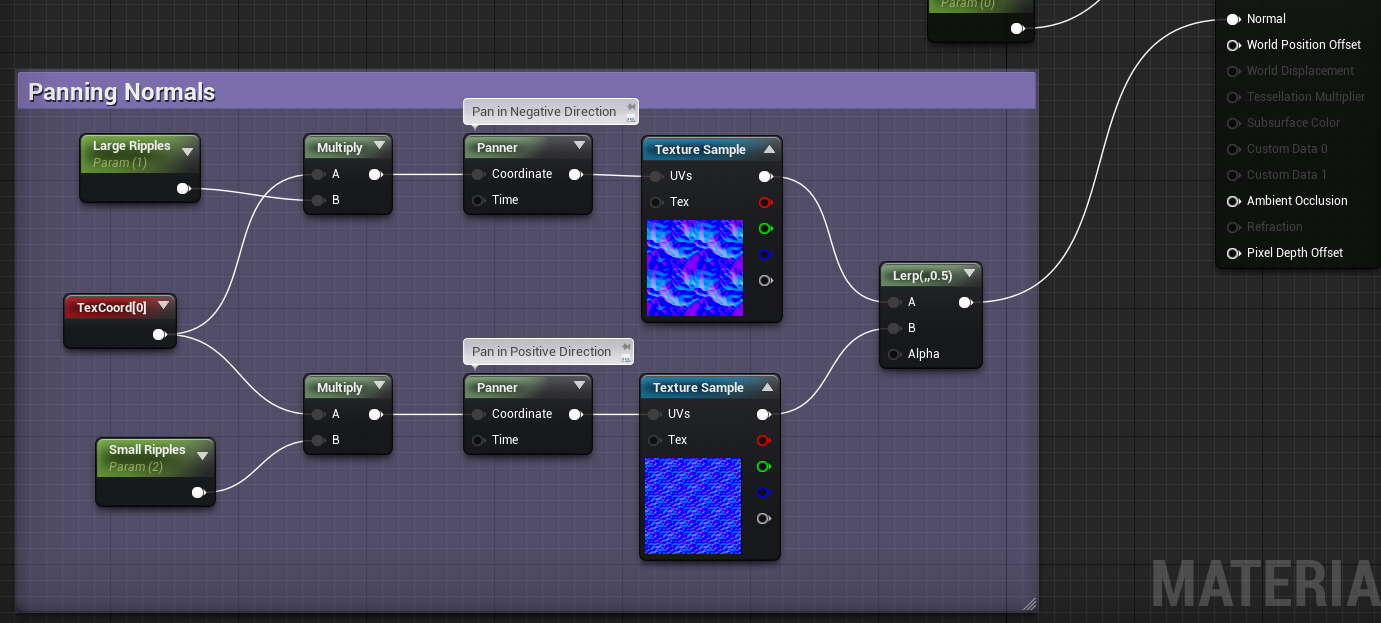 Param (0)
Normal
World Position Offset
World Displacement
Tessellation Multiplier
Subsurface Color
Custom Data 0
Custom Data 1
Ambient Occlusion
Refraction
Pixel Depth Offset
Panning Normals
Large Ripples
Param (1)
Multiply
A
B
Pan in Negative Direction
Panner
Coordinate
Time
Texture Sample
UVs
Tex
TexCoord[0]
Lerp(,,0.5)
A
B
Alpha
Small Ripples
Param (2)
Multiply
A
B
Pan in Positive Direction
Panner
Coordinate
Time
Texture Sample
UVs
Tex
MATERIA